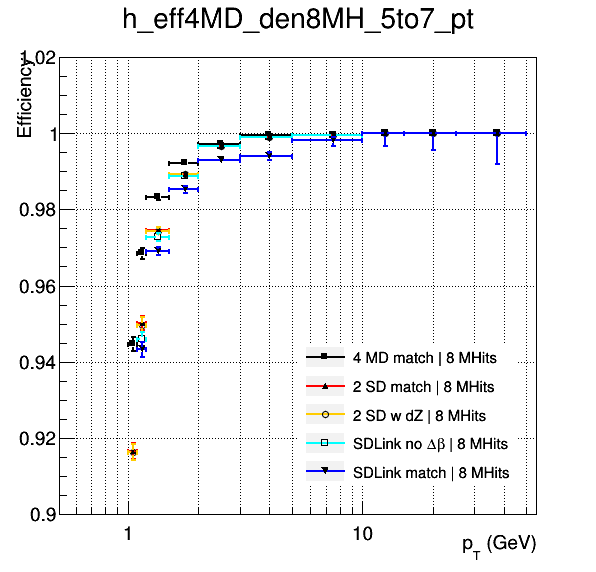 h_eff4MD_den8MH_5to7_pt
Efficiency
1.02
1
0.98
0.96
0.94
0.92
0.9
4 MD match | 8 MHits
2 SD match | 8 MHits
2 SD w dZ | 8 MHits
SDLink no Δβ | 8 MHits
SDLink match | 8 MHits
1
10
p_T (GeV)